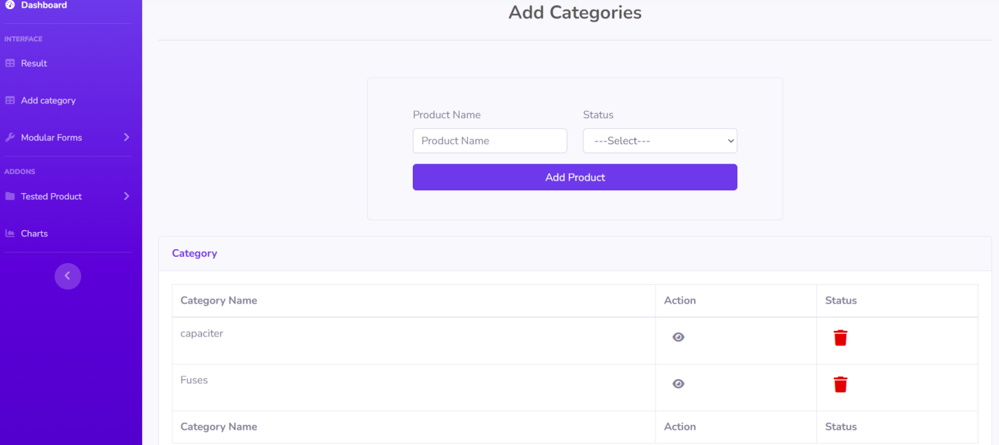 Dashboard
INTERFACE
Result
Add category
Modular Forms
ADDONS
Tested Product
Charts
Add Categories
Product Name Status
Product Name ---Select---
Add Product
Category
Category Name Action Status
capaciter
Fuses
Category Name Action Status